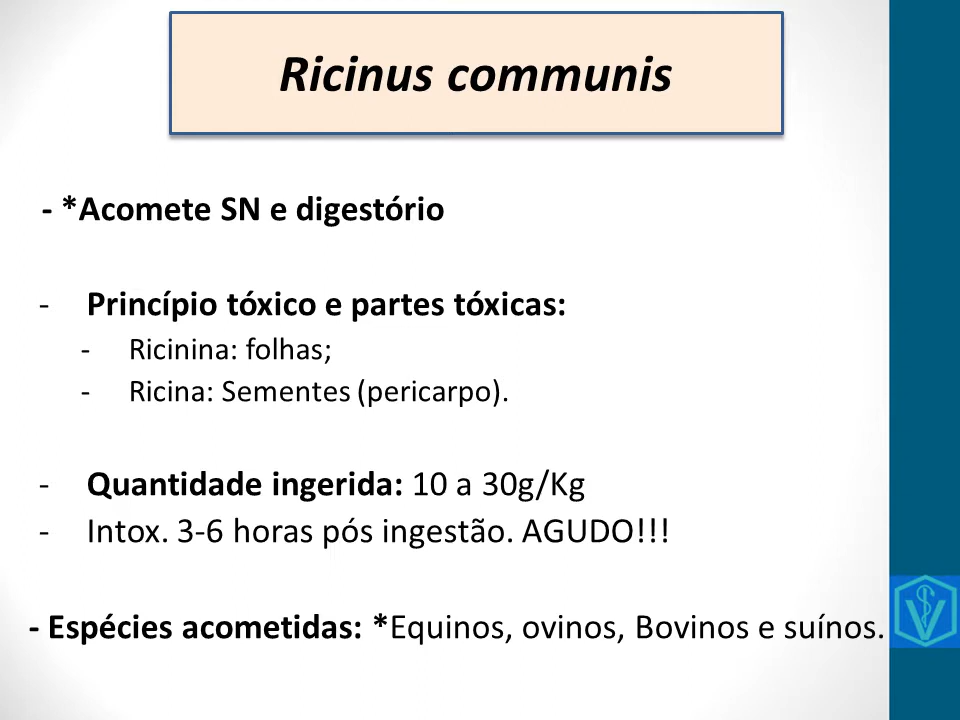 Ricinus communis
- *Acomete SN e digestório
- Princípio tóxico e partes tóxicas:
- Ricinina: folhas;
- Ricina: Sementes (pericarpo).
- Quantidade ingerida: 10 a 30g/Kg
- Intox. 3-6 horas pós ingestão. AGUDO!!!
- Espécies acometidas: *Equinos, ovinos, Bovinos e suínos.
V